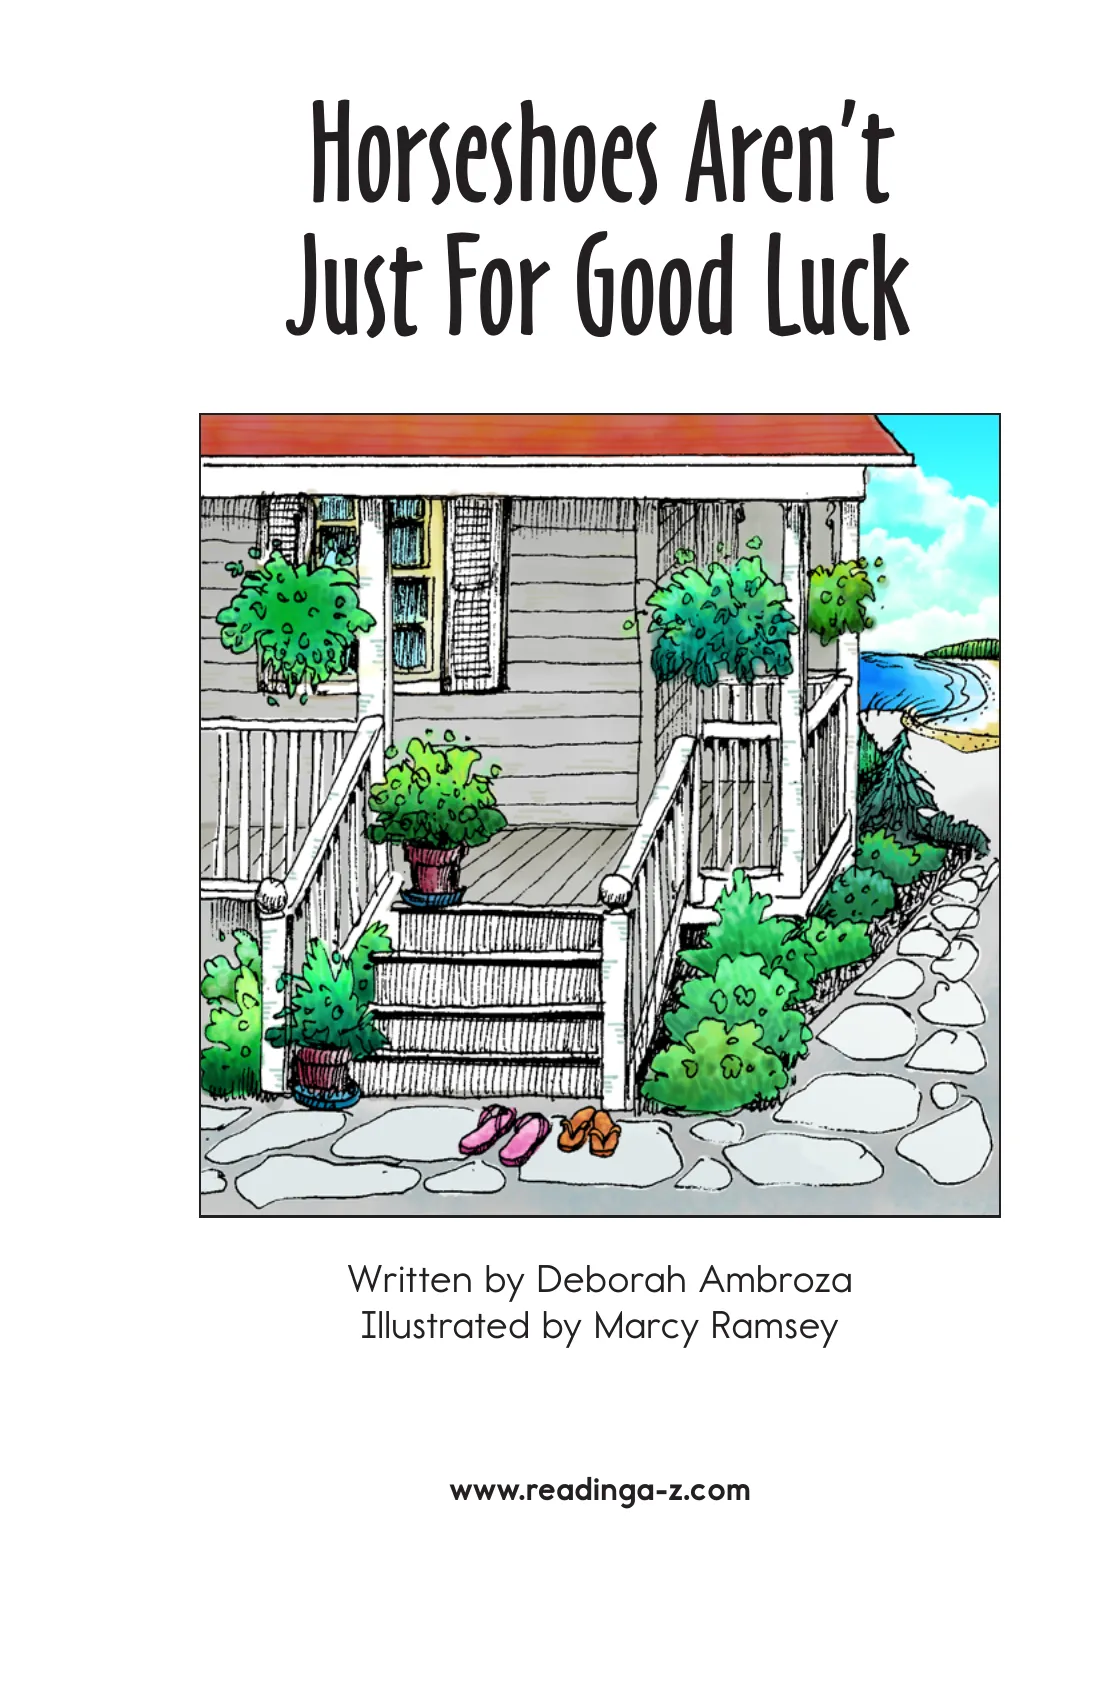 Horseshoes Aren’t
Just For Good Luck
Written by Deborah Ambroza
Illustrated by Marcy Ramsey
www.readinga-z.com